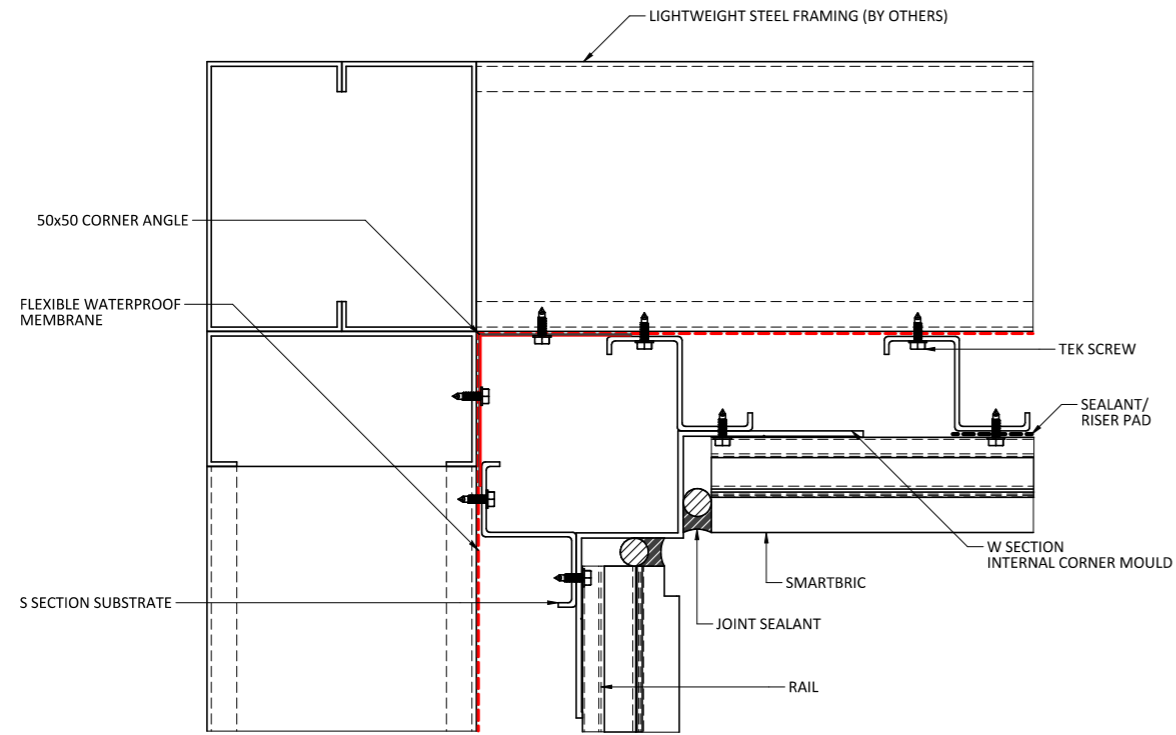 LIGHTWEIGHT STEEL FRAMING (BY OTHERS)
50x50 CORNER ANGLE
FLEXIBLE WATERPROOF
MEMBRANE
TEK SCREW
SEALANT/
RISER PAD
W SECTION
INTERNAL CORNER MOULD
SMARTBRIC
S SECTION SUBSTRATE
JOINT SEALANT
RAIL